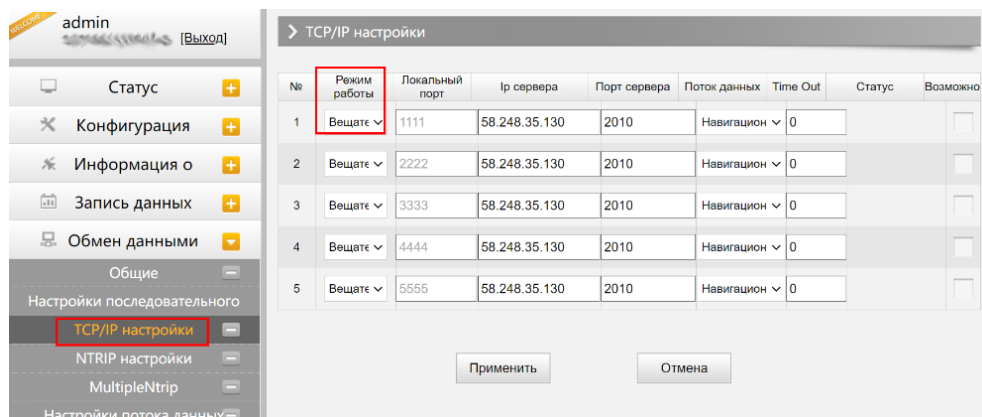 WELCOME
admin
[Выход]
Статус
Конфигурация
Информация о
Запись данных
Обмен данными
Общие
Настройки последовательного
TCP/IP настройки
NTRIP настройки
MultipleNtrip
Настройки потока данных
TCP/IP настройки
№ Режим работы Локальный порт Ip сервера Порт сервера Поток данных Time Out Статус Возможно
1 Вещате 1111 58.248.35.130 2010 Навигацион 0
2 Вещате 2222 58.248.35.130 2010 Навигацион 0
3 Вещате 3333 58.248.35.130 2010 Навигацион 0
4 Вещате 4444 58.248.35.130 2010 Навигацион 0
5 Вещате 5555 58.248.35.130 2010 Навигацион 0
Применить Отмена